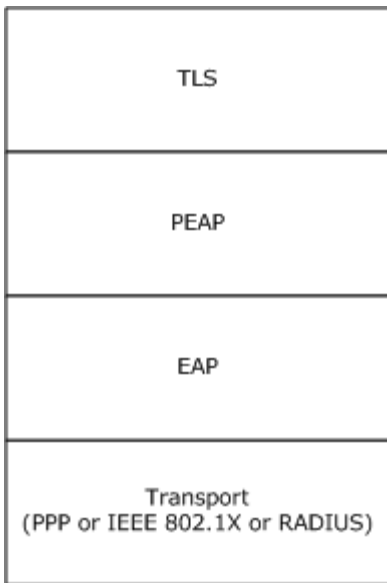 TLS
PEAP
EAP
Transport
(PPP or IEEE 802.1X or RADIUS)